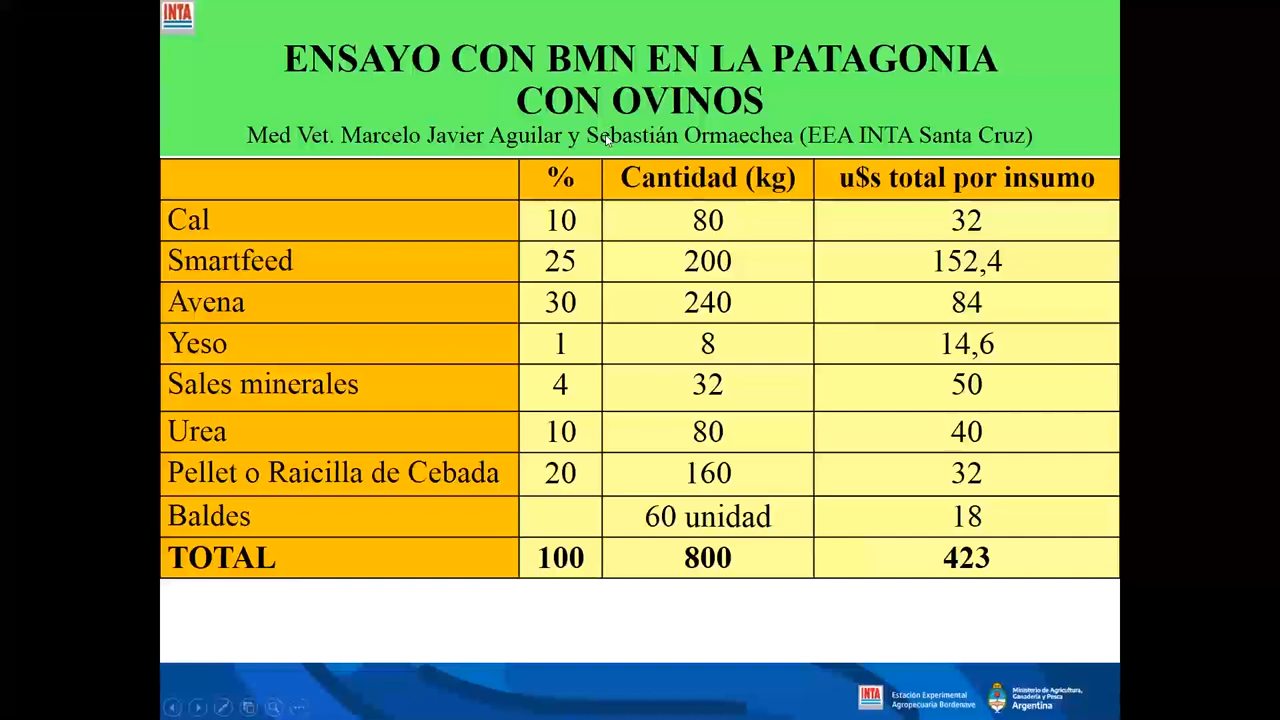 INTA
ENSAYO CON BMN EN LA PATAGONIA
CON OVINOS
Med Vet. Marcelo Javier Aguilar y Sebastián Ormaechea (EEA INTA Santa Cruz)
% Cantidad (kg) u$s total por insumo
Cal 10 80 32
Smartfeed 25 200 152,4
Avena 30 240 84
Yeso 1 8 14,6
Sales minerales 4 32 50
Urea 10 80 40
Pellet o Raicilla de Cebada 20 160 32
Baldes 60 unidad 18
TOTAL 100 800 423
INTA
Estación Experimental
Agropecuaria Bordenave
Ministerio de Agricultura,
Ganadería y Pesca
Argentina